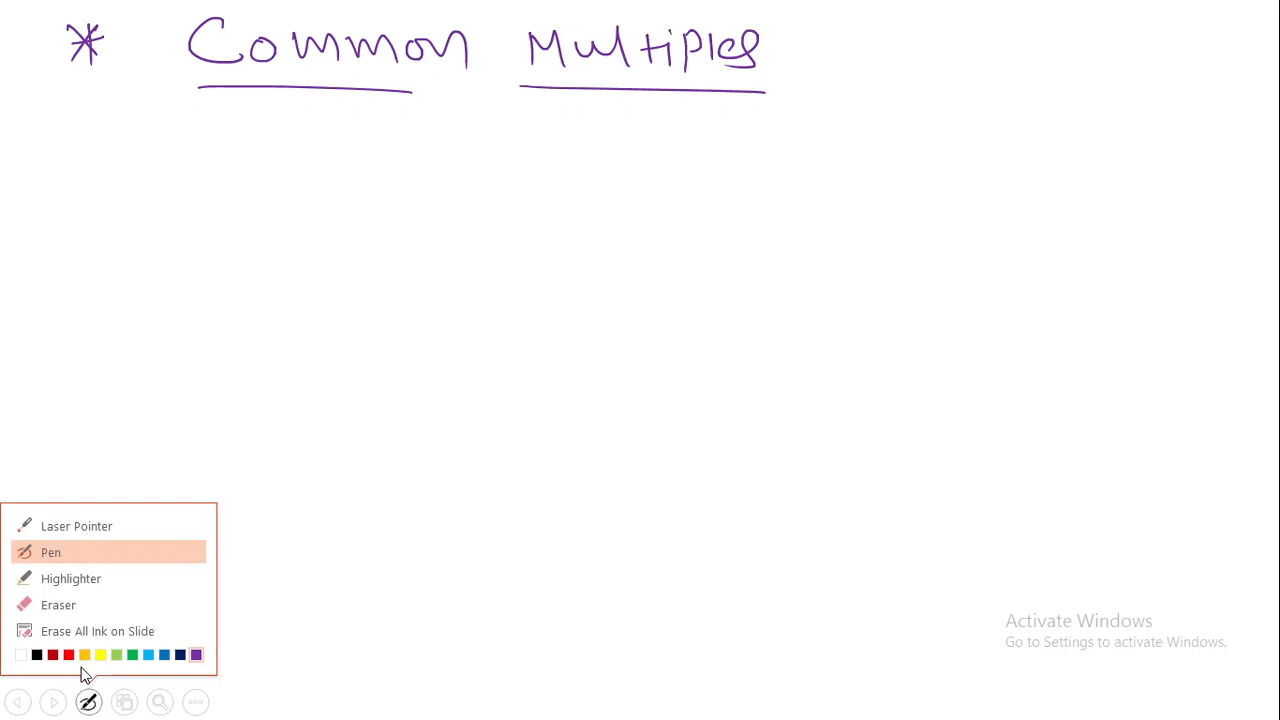 * Common Multiples
Laser Pointer
Pen
Highlighter
Eraser
Erase All Ink on Slide
Activate Windows
Go to Settings to activate Windows.